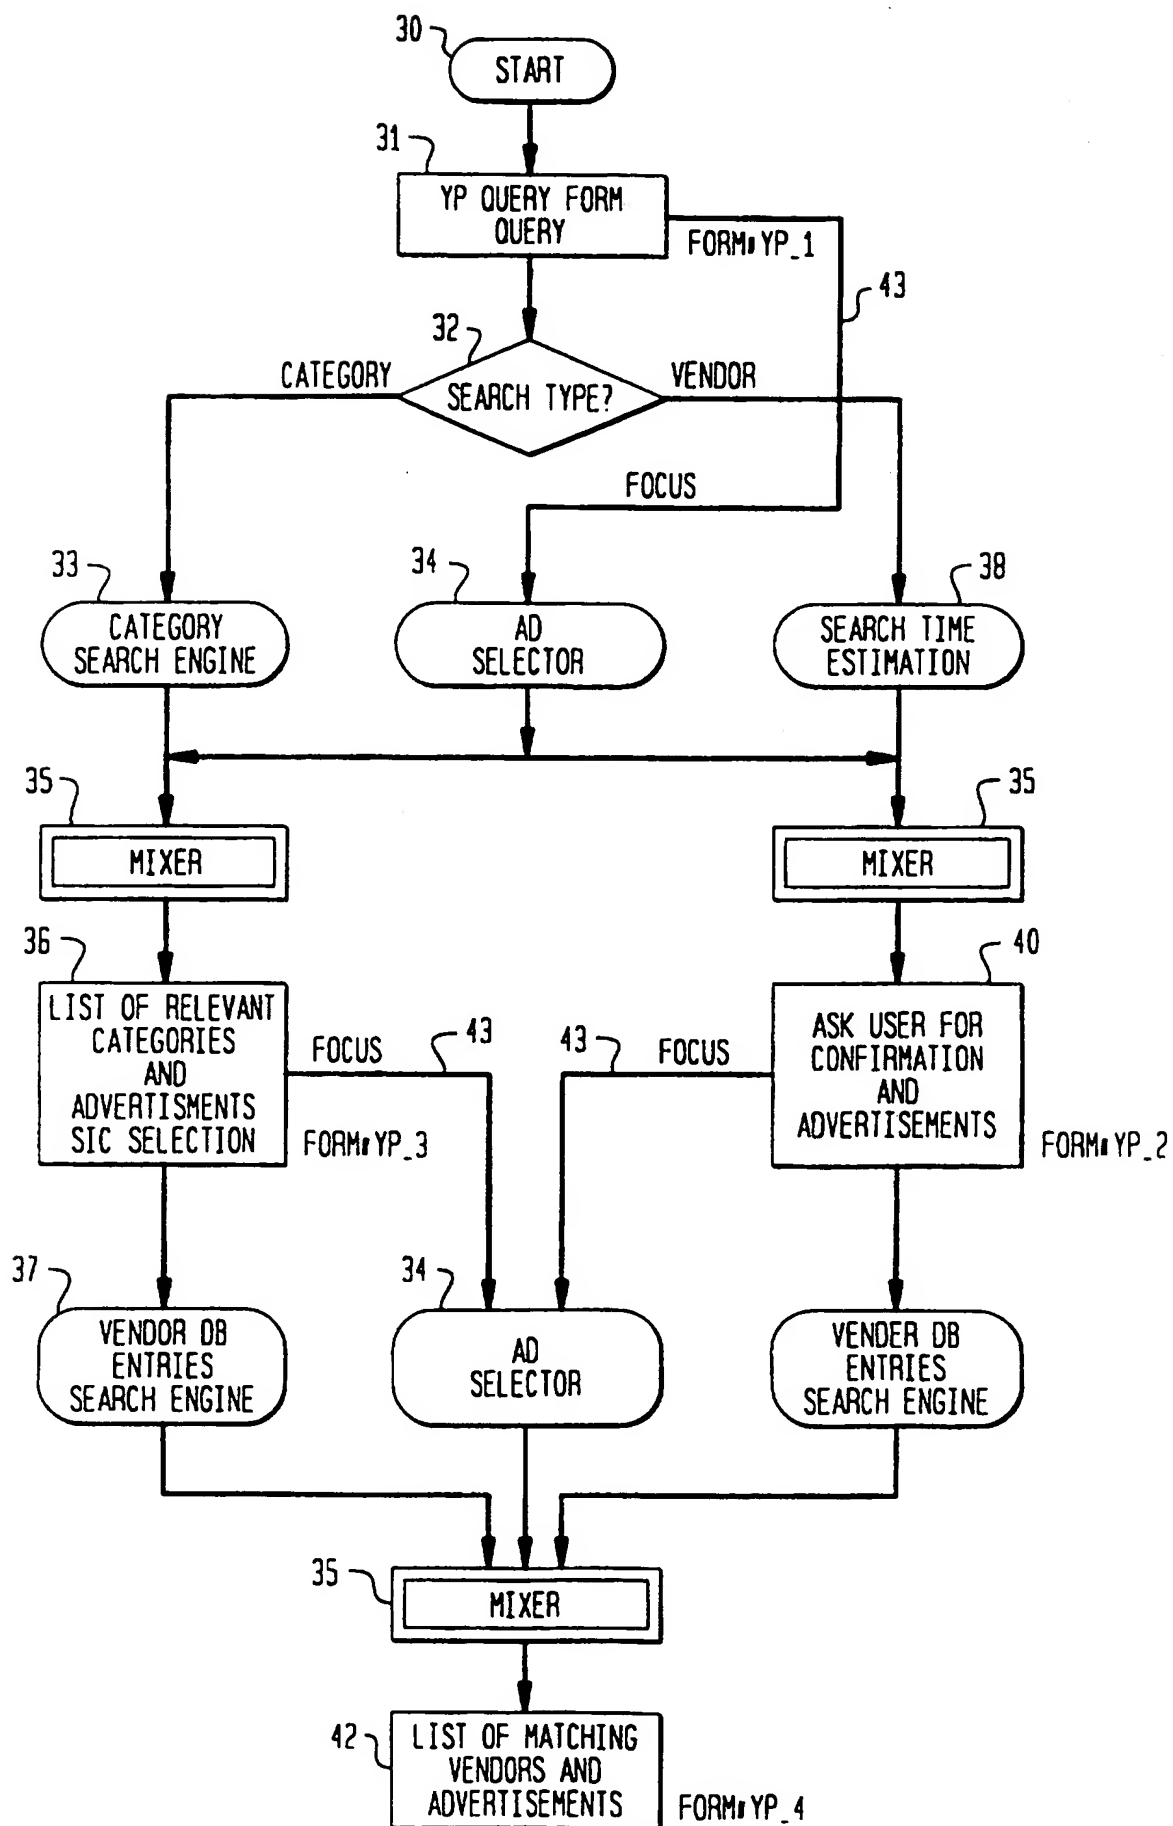 30
START
31
YP QUERY FORM
QUERY
FORM#YP_1
43
32
CATEGORY
SEARCH TYPE?
VENDOR
FOCUS
33
CATEGORY
SEARCH ENGINE
34
AD
SELECTOR
38
SEARCH TIME
ESTIMATION
35
MIXER
35
MIXER
36
LIST OF RELEVANT
CATEGORIES
AND
ADVERTISMENTS
SIC SELECTION
FOCUS
43
FORM#YP_3
43
FOCUS
40
ASK USER FOR
CONFIRMATION
AND
ADVERTISEMENTS
FORM#YP_2
37
VENDOR DB
ENTRIES
SEARCH ENGINE
34
AD
SELECTOR
VENDER DB
ENTRIES
SEARCH ENGINE
35
MIXER
42
LIST OF MATCHING
VENDORS AND
ADVERTISEMENTS
FORM#YP_4